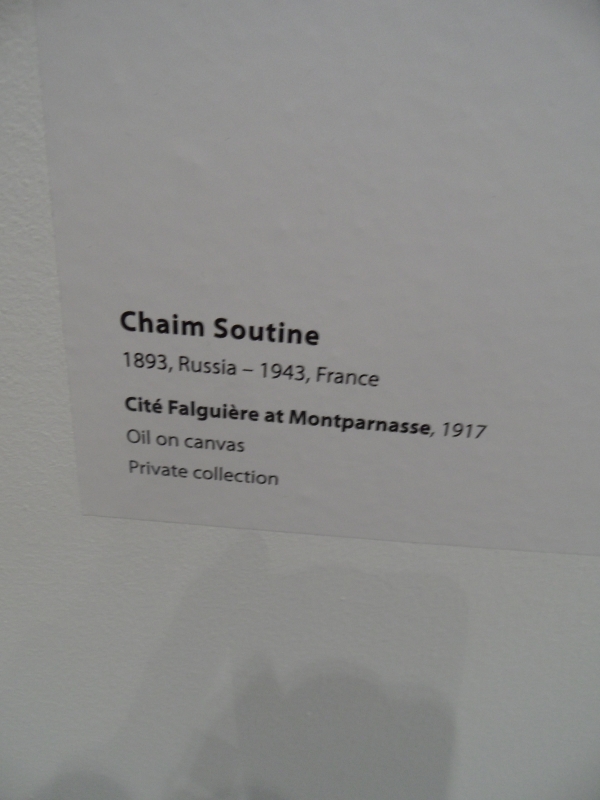 Chaim Soutine
1893, Russia – 1943, France
Cité Falguière at Montparnasse, 1917
Oil on canvas
Private collection